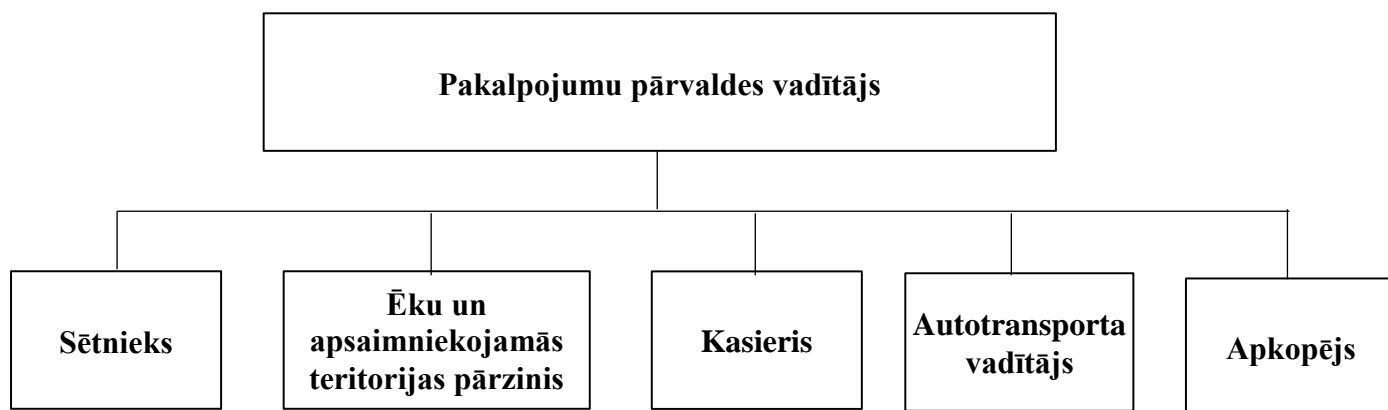 Pakalpojumu pārvaldes vadītājs
Sētnieks
Ēku un
apsaimniekojamās
teritorijas pārzinis
Kasieris
Autotransporta
vadītājs
Apkopējs